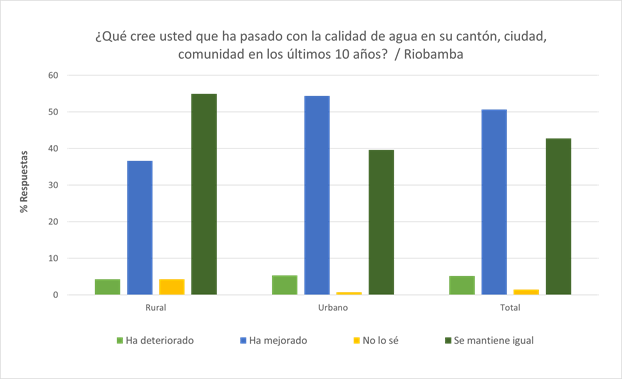 ¿Qué cree usted que ha pasado con la calidad de agua en su cantón, ciudad,
comunidad en los últimos 10 años?  / Riobamba
60
50
40
30
20
10
0
% Respuestas
Rural
Urbano
Total
Ha deteriorado
Ha mejorado
No lo sé
Se mantiene igual